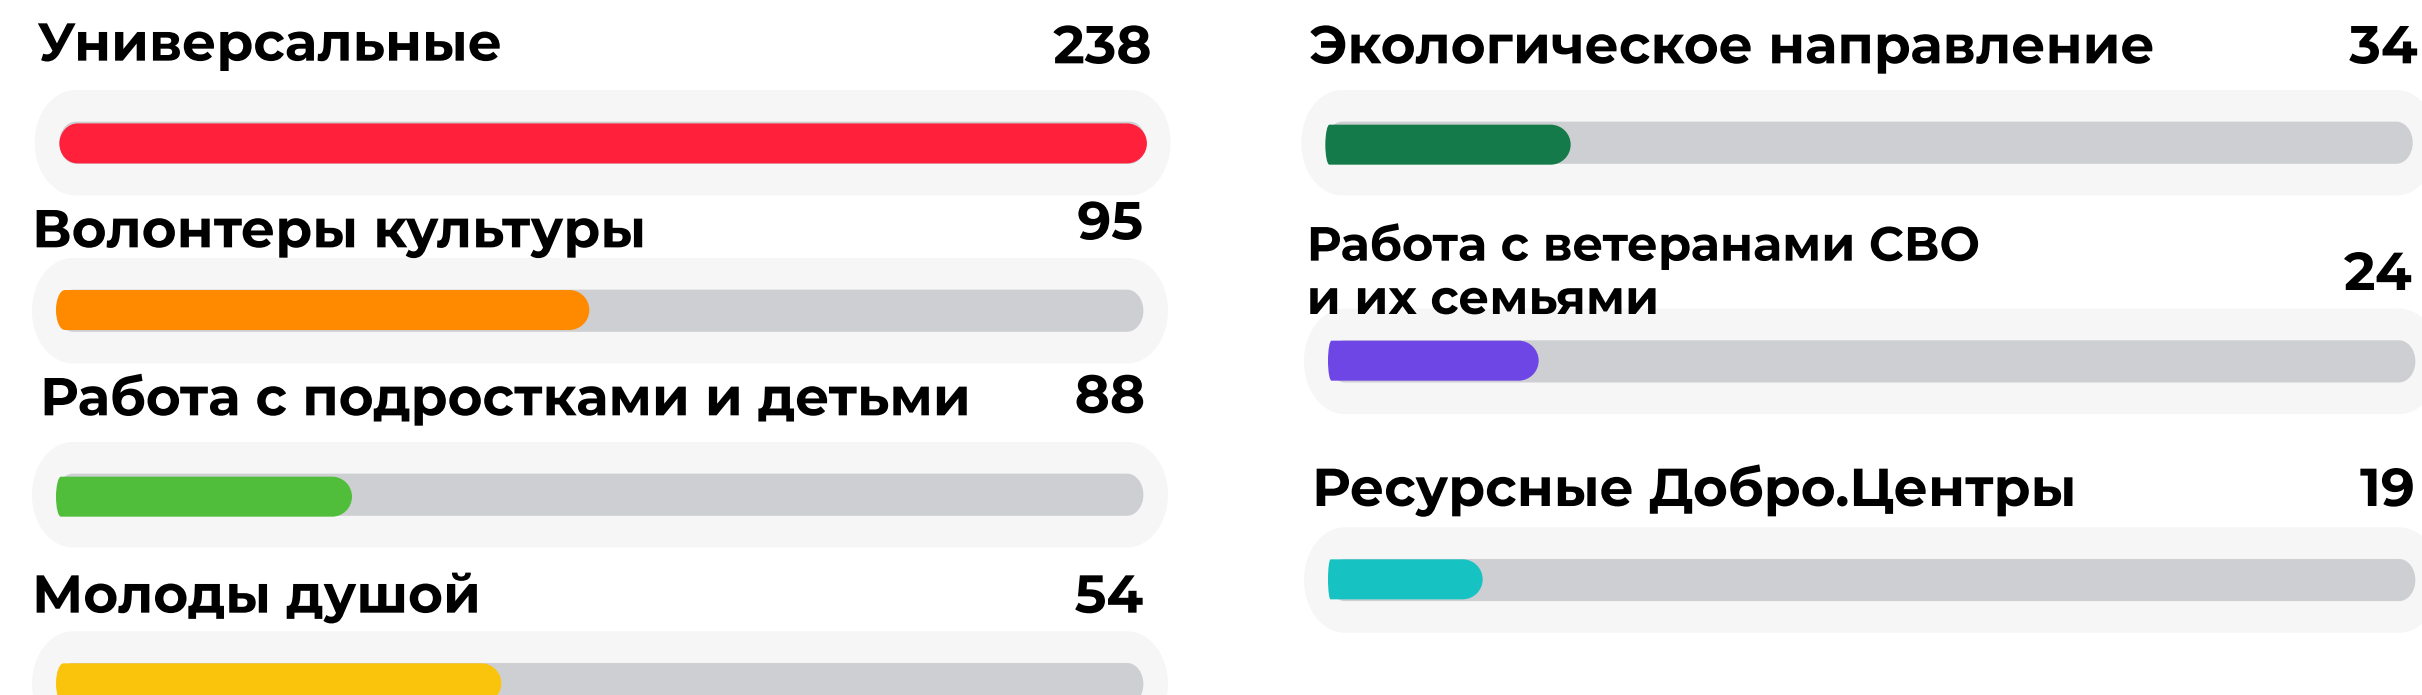 Универсальные 238
Волонтеры культуры 95
Работа с подростками и детьми 88
Молоды душой 54
Экологическое направление 34
Работа с ветеранами СВО
и их семьями 24
Ресурсные Добро.Центры 19